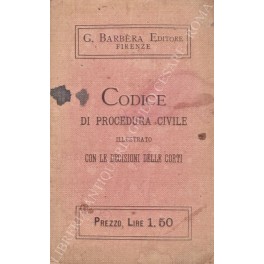 G. Barbèra Editore
FIRENZE
CODICE
DI PROCEDURA CIVILE
ILLUSTRATO
CON LE DECISIONI DELLE CORTI
Prezzo, Lire 1.50